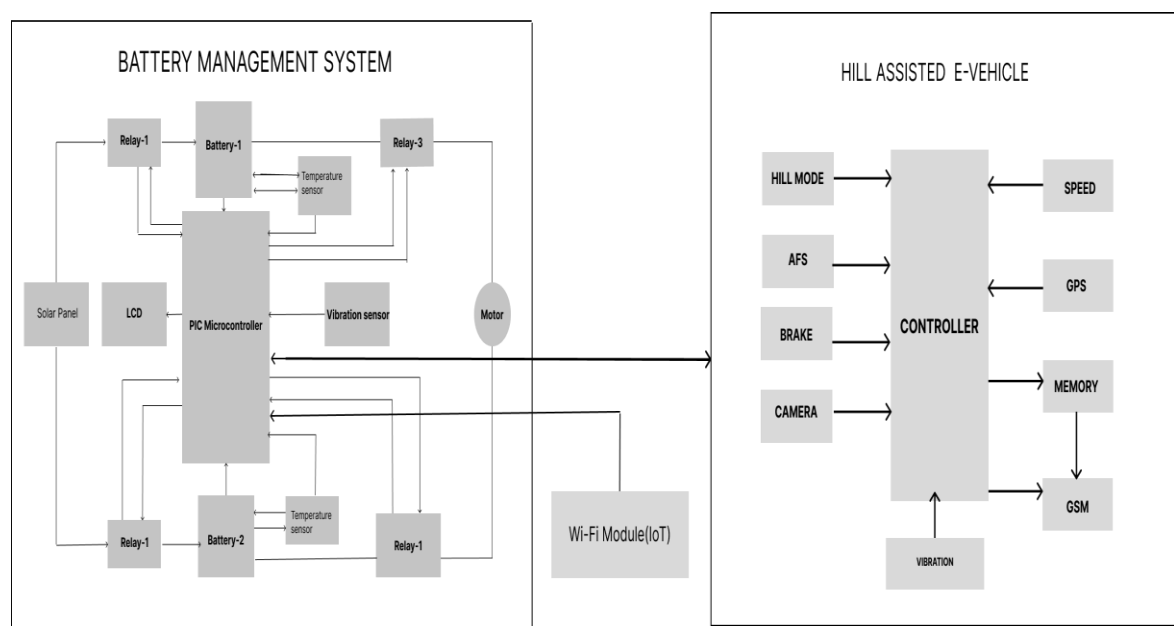 BATTERY MANAGEMENT SYSTEM
Relay-1
Battery-1
Relay-3
Temperature
sensor
Solar Panel
LCD
PIC Microcontroller
Vibration sensor
Motor
Relay-1
Battery-2
Temperature
sensor
Relay-1
Wi-Fi Module(IoT)
HILL ASSISTED E-VEHICLE
HILL MODE
AFS
BRAKE
CAMERA
CONTROLLER
SPEED
GPS
MEMORY
GSM
VIBRATION